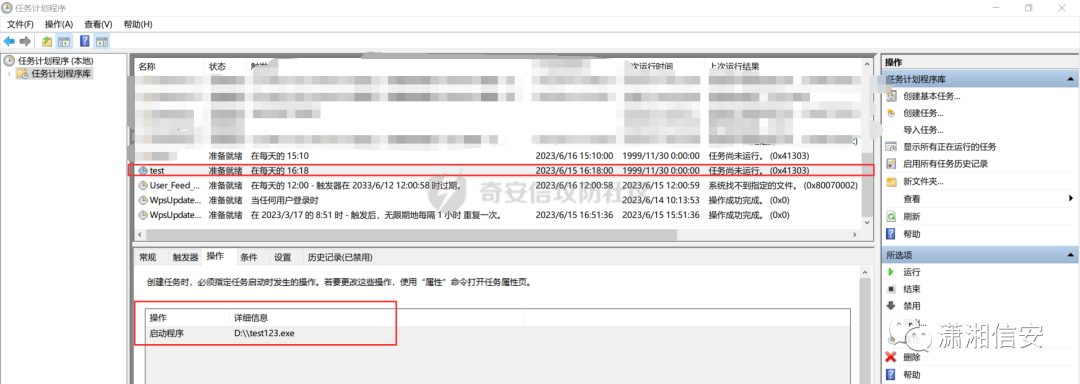 任务计划程序
文件(F) 操作(A) 查看(V) 帮助(H)
任务计划程序 (本地)
任务计划程序库
名称 状态 触发 次运行时间 上次运行结果
准备就绪 在每天的 15:10 2023/6/16 15:10:00 1999/11/30 0:00:00 任务尚未运行。 (0x41303)
test 准备就绪 在每天的 16:18 2023/6/15 16:18:00 1999/11/30 0:00:00 任务尚未运行。 (0x41303)
User_Feed_... 准备就绪 在每天的 12:00 - 触发器在 2033/6/12 12:00:58 时过期。 2023/6/16 12:00:58 2023/6/15 12:00:59 系统找不到指定的文件。 (0x80070002)
WpsUpdate... 准备就绪 当任何用户登录时 2023/6/14 10:13:53 操作成功完成。 (0x0)
WpsUpdate... 准备就绪 在 2023/3/17 的 8:51 时 - 触发后，无限期地每隔 1 小时 重复一次。 2023/6/15 16:51:36 2023/6/15 15:51:36 操作成功完成。 (0x0)
奇安信攻防社区
常规 触发器 操作 条件 设置 历史记录(已禁用)
创建任务时，必须指定任务启动时发生的操作。若要更改这些操作，使用“属性”命令打开任务属性页。
操作 详细信息
启动程序 D:\\test123.exe
操作
任务计划程序库
创建基本任务...
创建任务...
导入任务...
显示所有正在运行的任务
启用所有任务历史记录
新文件夹...
查看
刷新
帮助
所选项
运行
结束
禁用
潇湘信安
删除
帮助